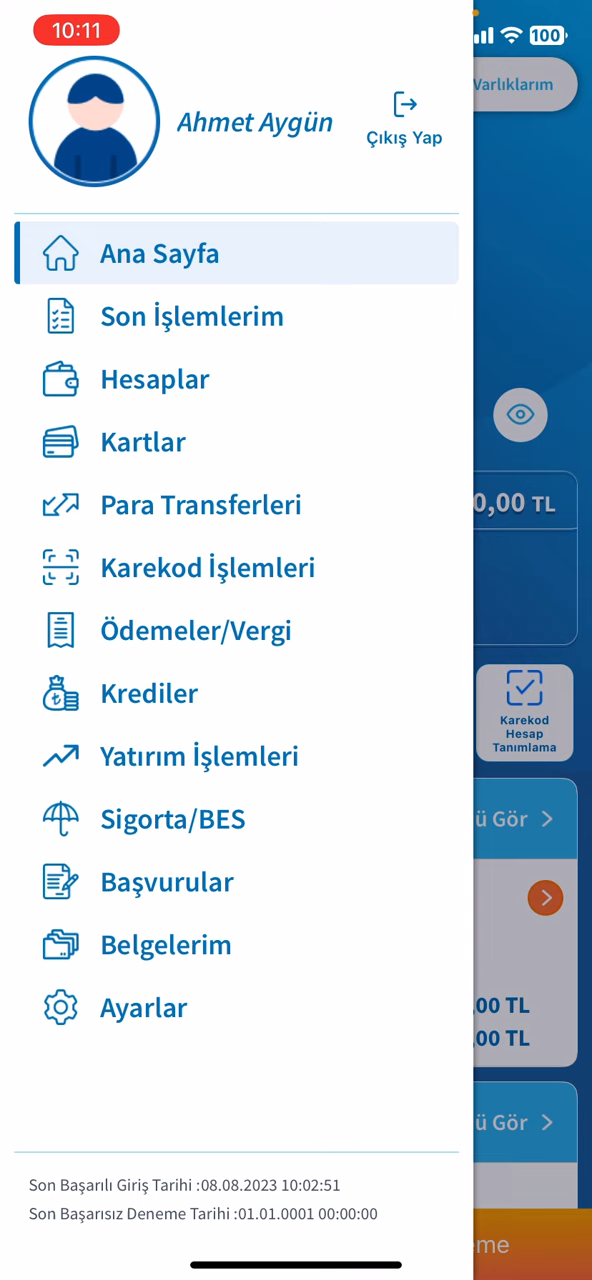 10:11
100
Varlıklarım
Ahmet Aygün
Çıkış Yap
Ana Sayfa
Son İşlemlerim
Hesaplar
Kartlar
0,00 TL
Para Transferleri
Karekod İşlemleri
Ödemeler/Vergi
Krediler
Karekod
Hesap
Tanımlama
Yatırım İşlemleri
Sigorta/BES
ü Gör
Başvurular
Belgelerim
Ayarlar
,00 TL
,00 TL
ü Gör
Son Başarılı Giriş Tarihi :08.08.2023 10:02:51
Son Başarısız Deneme Tarihi :01.01.0001 00:00:00
eme